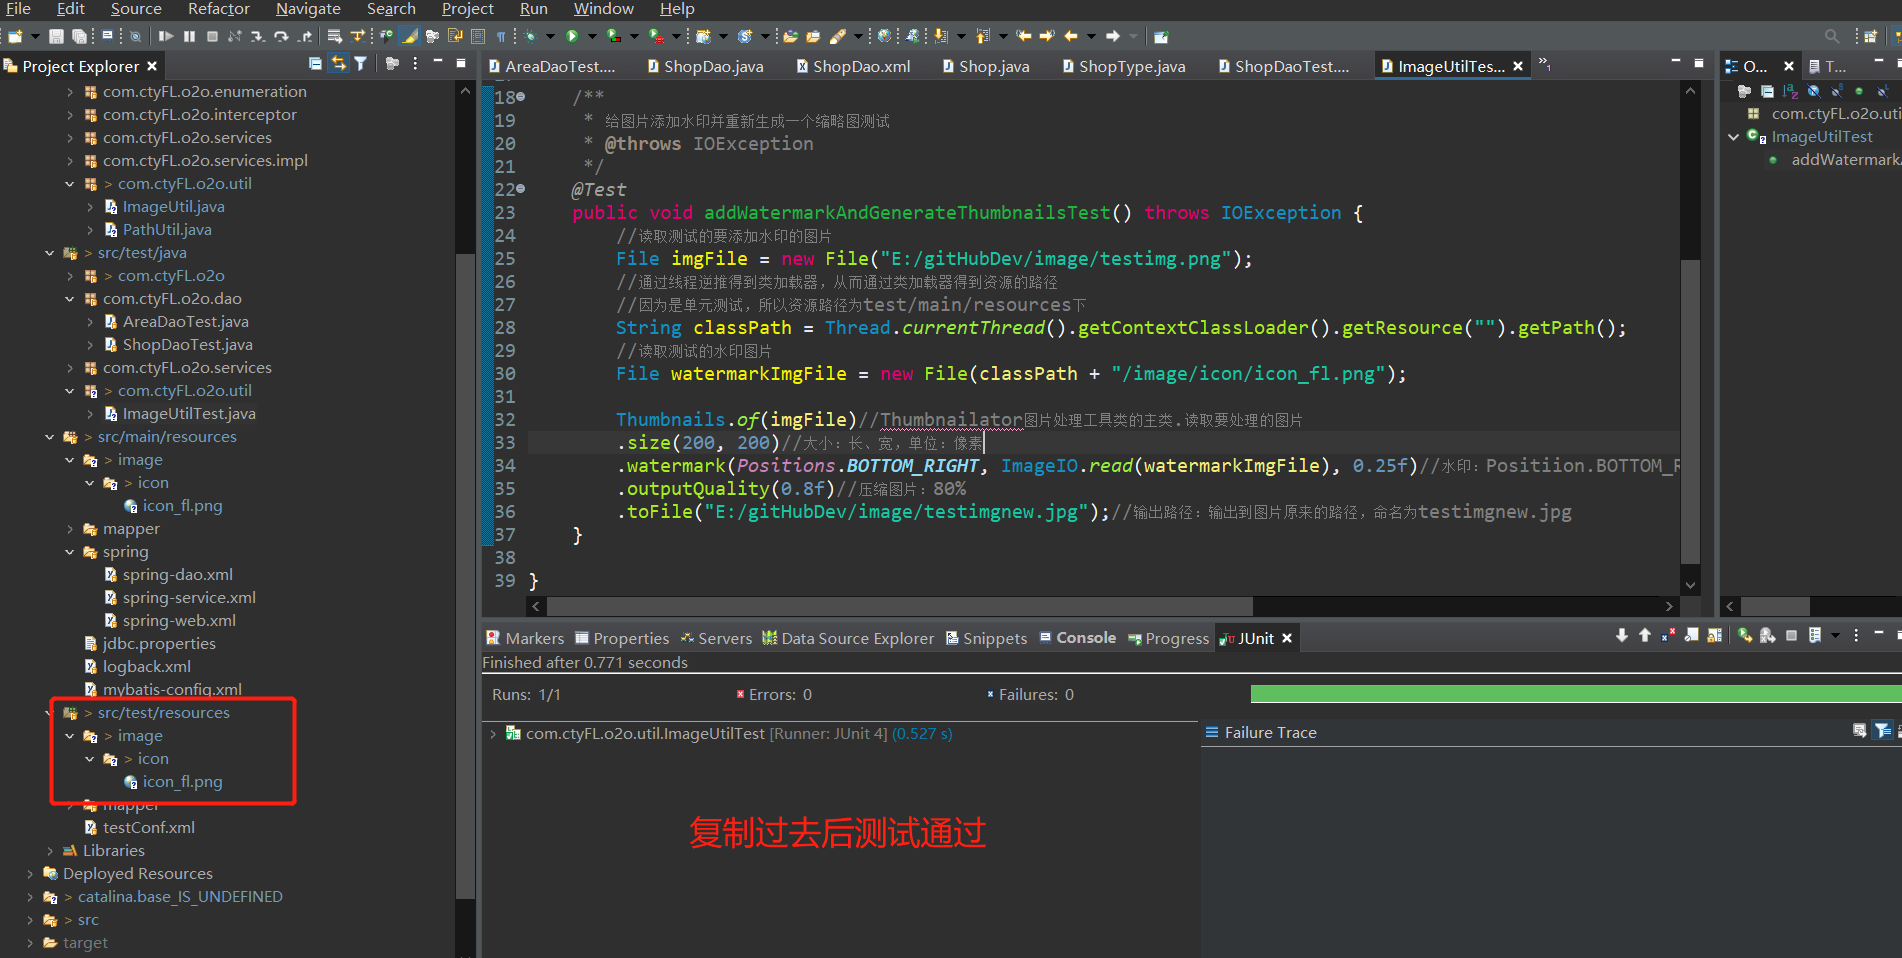 File Edit Source Refactor Navigate Search Project Run Window Help
Project Explorer
com.ctyFL.o2o.enumeration
com.ctyFL.o2o.interceptor
com.ctyFL.o2o.services
com.ctyFL.o2o.services.impl
> com.ctyFL.o2o.util
ImageUtil.java
PathUtil.java
> src/test/java
com.ctyFL.o2o
com.ctyFL.o2o.dao
AreaDaoTest.java
ShopDaoTest.java
com.ctyFL.o2o.services
> com.ctyFL.o2o.util
ImageUtilTest.java
> src/main/resources
> image
> icon
icon_fl.png
mapper
spring
spring-dao.xml
spring-service.xml
spring-web.xml
jdbc.properties
logback.xml
mybatis-config.xml
> src/test/resources
> image
> icon
icon_fl.png
mapper
testConf.xml
Libraries
Deployed Resources
> catalina.base_IS_UNDEFINED
> src
target
AreaDaoTest.... ShopDao.java ShopDao.xml Shop.java ShopType.java ShopDaoTest.... ImageUtilTes... »1
18 /**
19 * 给图片添加水印并重新生成一个缩略图测试
20 * @throws IOException
21 */
22 @Test
23 public void addWatermarkAndGenerateThumbnailsTest() throws IOException {
24 //读取测试的要添加水印的图片
25 File imgFile = new File("E:/gitHubDev/image/testimg.png");
26 //通过线程逆推得到类加载器，从而通过类加载器得到资源的路径
27 //因为是单元测试，所以资源路径为test/main/resources下
28 String classPath = Thread.currentThread().getContextClassLoader().getResource("").getPath();
29 //读取测试的水印图片
30 File watermarkImgFile = new File(classPath + "/image/icon/icon_fl.png");
31
32 Thumbnails.of(imgFile)//Thumbnailator图片处理工具类的主类.读取要处理的图片
33 .size(200, 200)//大小：长、宽，单位：像素
34 .watermark(Positions.BOTTOM_RIGHT, ImageIO.read(watermarkImgFile), 0.25f)//水印：Positiion.BOTTOM_R
35 .outputQuality(0.8f)//压缩图片：80%
36 .toFile("E:/gitHubDev/image/testimgnew.jpg");//输出路径：输出到图片原来的路径，命名为testimgnew.jpg
37 }
38
39 }
O... T...
com.ctyFL.o2o.uti
ImageUtilTest
addWatermark
Markers Properties Servers Data Source Explorer Snippets Console Progress JUnit
Finished after 0.771 seconds
Runs: 1/1 Errors: 0 Failures: 0
com.ctyFL.o2o.util.ImageUtilTest [Runner: JUnit 4] (0.527 s)
Failure Trace
复制过去后测试通过